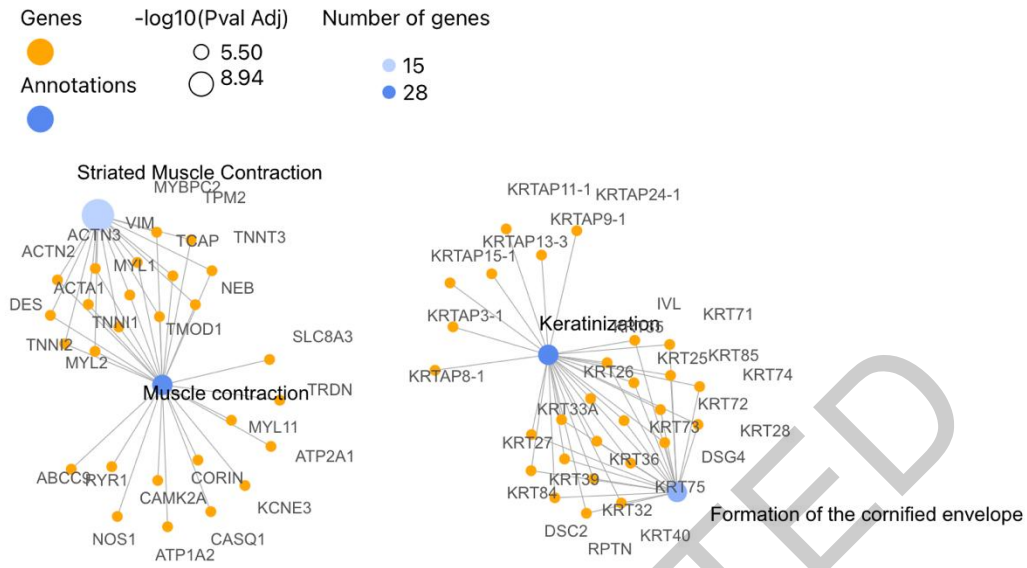 Genes
-log10(Pval Adj)
Number of genes
5.50
8.94
15
28
Annotations
Striated Muscle Contraction
MYBPC2
TPM2
VIM
ACTN3
TCAP
TNNT3
ACTN2
MYL1
ACTA1
NEB
DES
TNNI1
TMOD1
TNNI2
MYL2
SLC8A3
Muscle contraction
TRDN
MYL11
ATP2A1
ABCC9
RYR1
CORIN
CAMK2A
KCNE3
NOS1
CASQ1
ATP1A2
KRTAP11-1
KRTAP24-1
KRTAP9-1
KRTAP13-3
KRTAP15-1
KRTAP3-1
KRTAP8-1
Keratinization
IVL
KRT71
KRT35
KRT25
KRT85
KRT26
KRT74
KRT72
KRT33A
KRT73
KRT28
KRT27
KRT36
DSG4
KRT39
KRT75
KRT84
KRT32
Formation of the cornified envelope
DSC2
KRT40
RPTN
TED